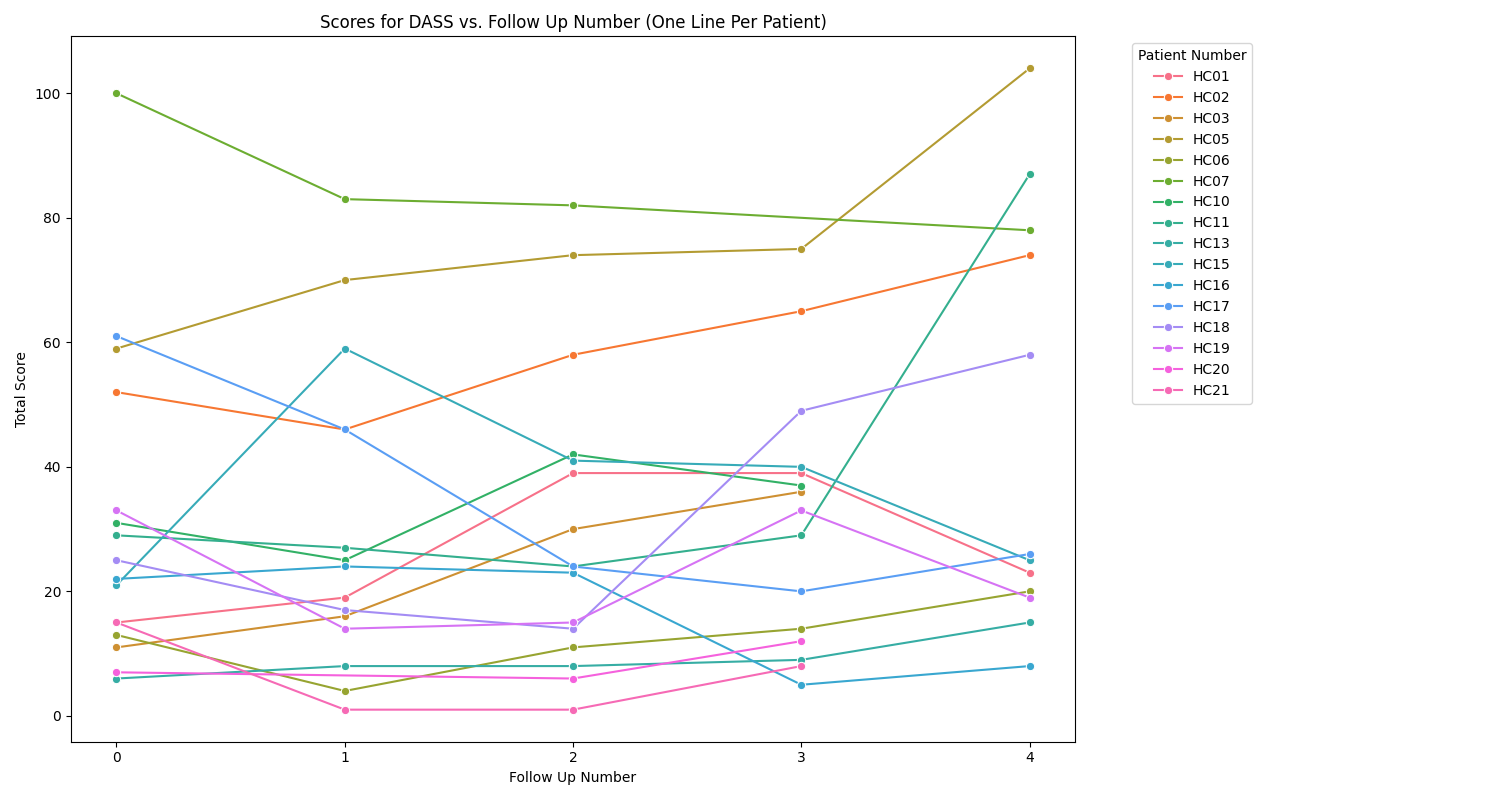 Scores for DASS vs. Follow Up Number (One Line Per Patient)
Total Score
100
80
60
40
20
0
0 1 2 3 4
Follow Up Number
Patient Number
HC01
HC02
HC03
HC05
HC06
HC07
HC10
HC11
HC13
HC15
HC16
HC17
HC18
HC19
HC20
HC21